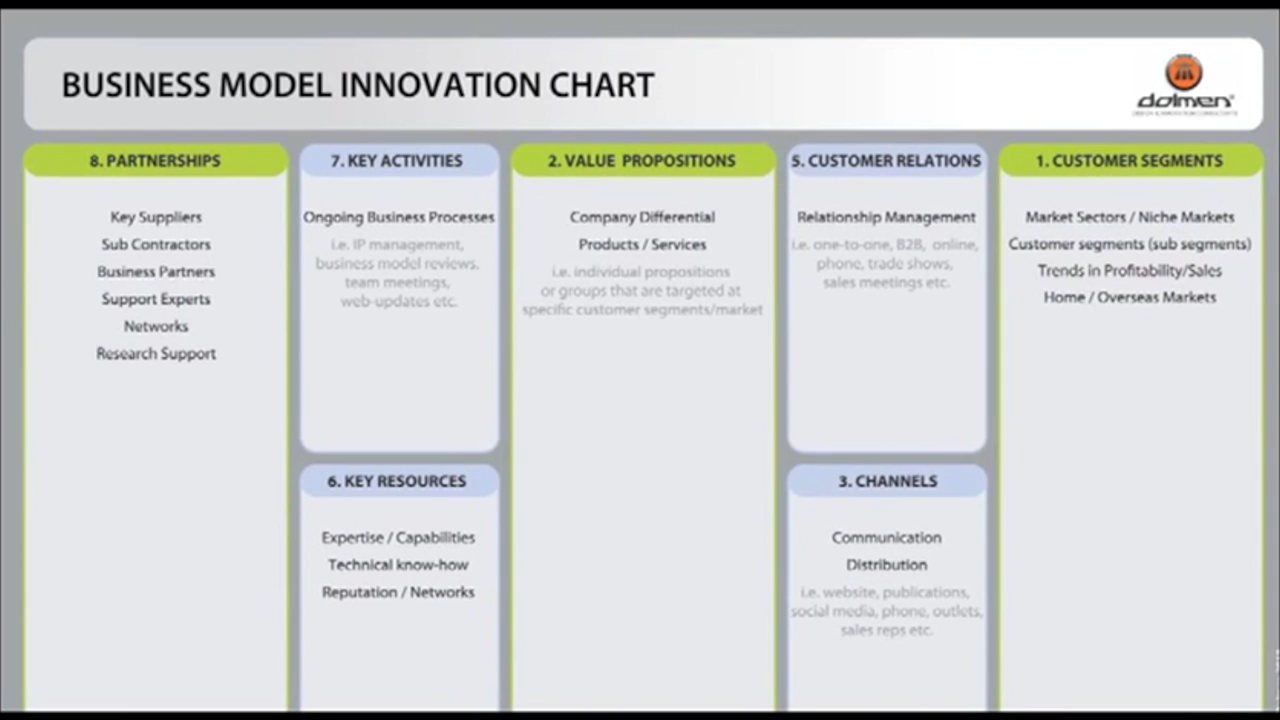 BUSINESS MODEL INNOVATION CHART
dolmen
8. PARTNERSHIPS
Key Suppliers
Sub Contractors
Business Partners
Support Experts
Networks
Research Support
7. KEY ACTIVITIES
Ongoing Business Processes
i.e. IP management,
business model reviews.
team meetings,
web-updates etc.
6. KEY RESOURCES
Expertise / Capabilities
Technical know-how
Reputation / Networks
2. VALUE PROPOSITIONS
Company Differential
Products / Services
i.e. individual propositions
or groups that are targeted at
specific customer segments/market
5. CUSTOMER RELATIONS
Relationship Management
i.e. one-to-one, B2B, online,
phone, trade shows,
sales meetings etc.
3. CHANNELS
Communication
Distribution
i.e. website, publications,
social media, phone, outlets,
sales reps etc.
1. CUSTOMER SEGMENTS
Market Sectors / Niche Markets
Customer segments (sub segments)
Trends in Profitability/Sales
Home / Overseas Markets